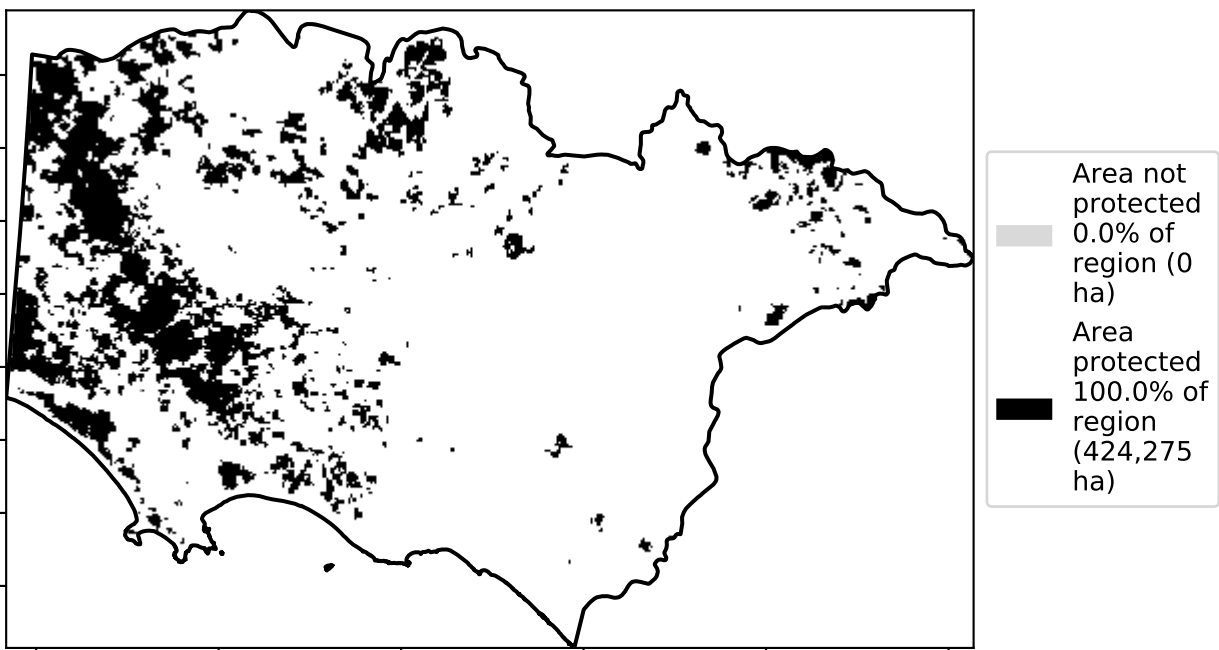 Area not
protected
0.0% of
region (0
ha)
Area
protected
100.0% of
region
(424,275
ha)